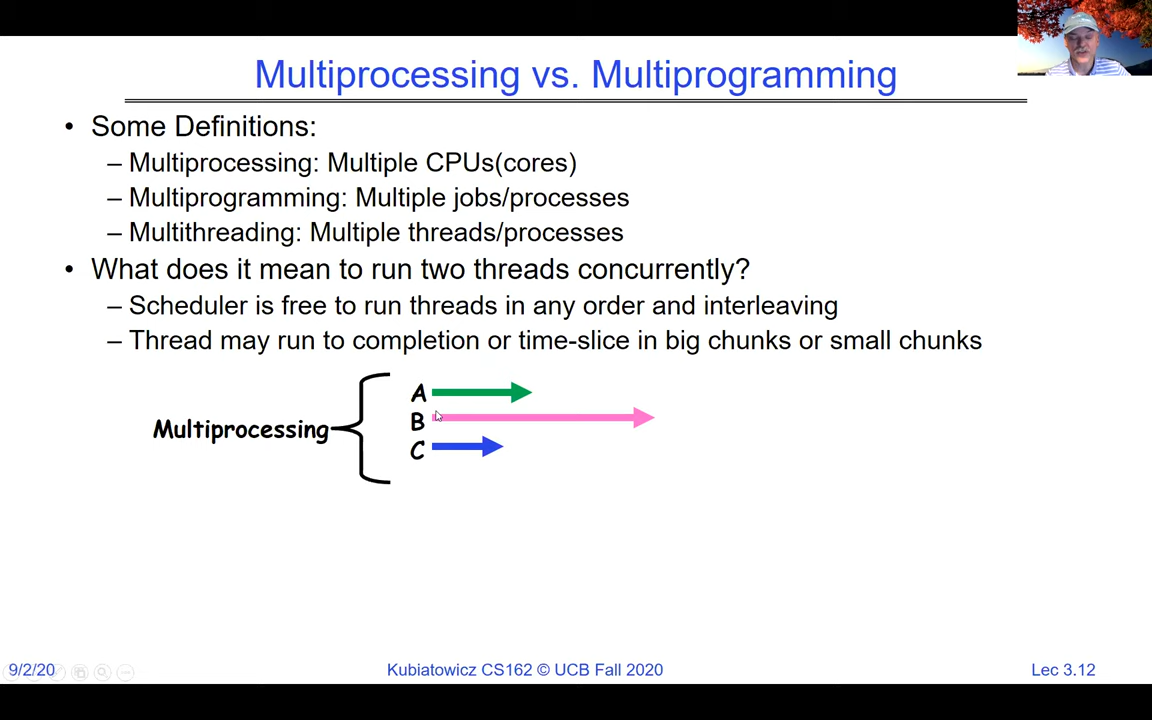 Multiprocessing vs. Multiprogramming
• Some Definitions:
– Multiprocessing: Multiple CPUs(cores)
– Multiprogramming: Multiple jobs/processes
– Multithreading: Multiple threads/processes
• What does it mean to run two threads concurrently?
– Scheduler is free to run threads in any order and interleaving
– Thread may run to completion or time-slice in big chunks or small chunks
Multiprocessing
A
B
C
9/2/20
Kubiatowicz CS162 © UCB Fall 2020
Lec 3.12